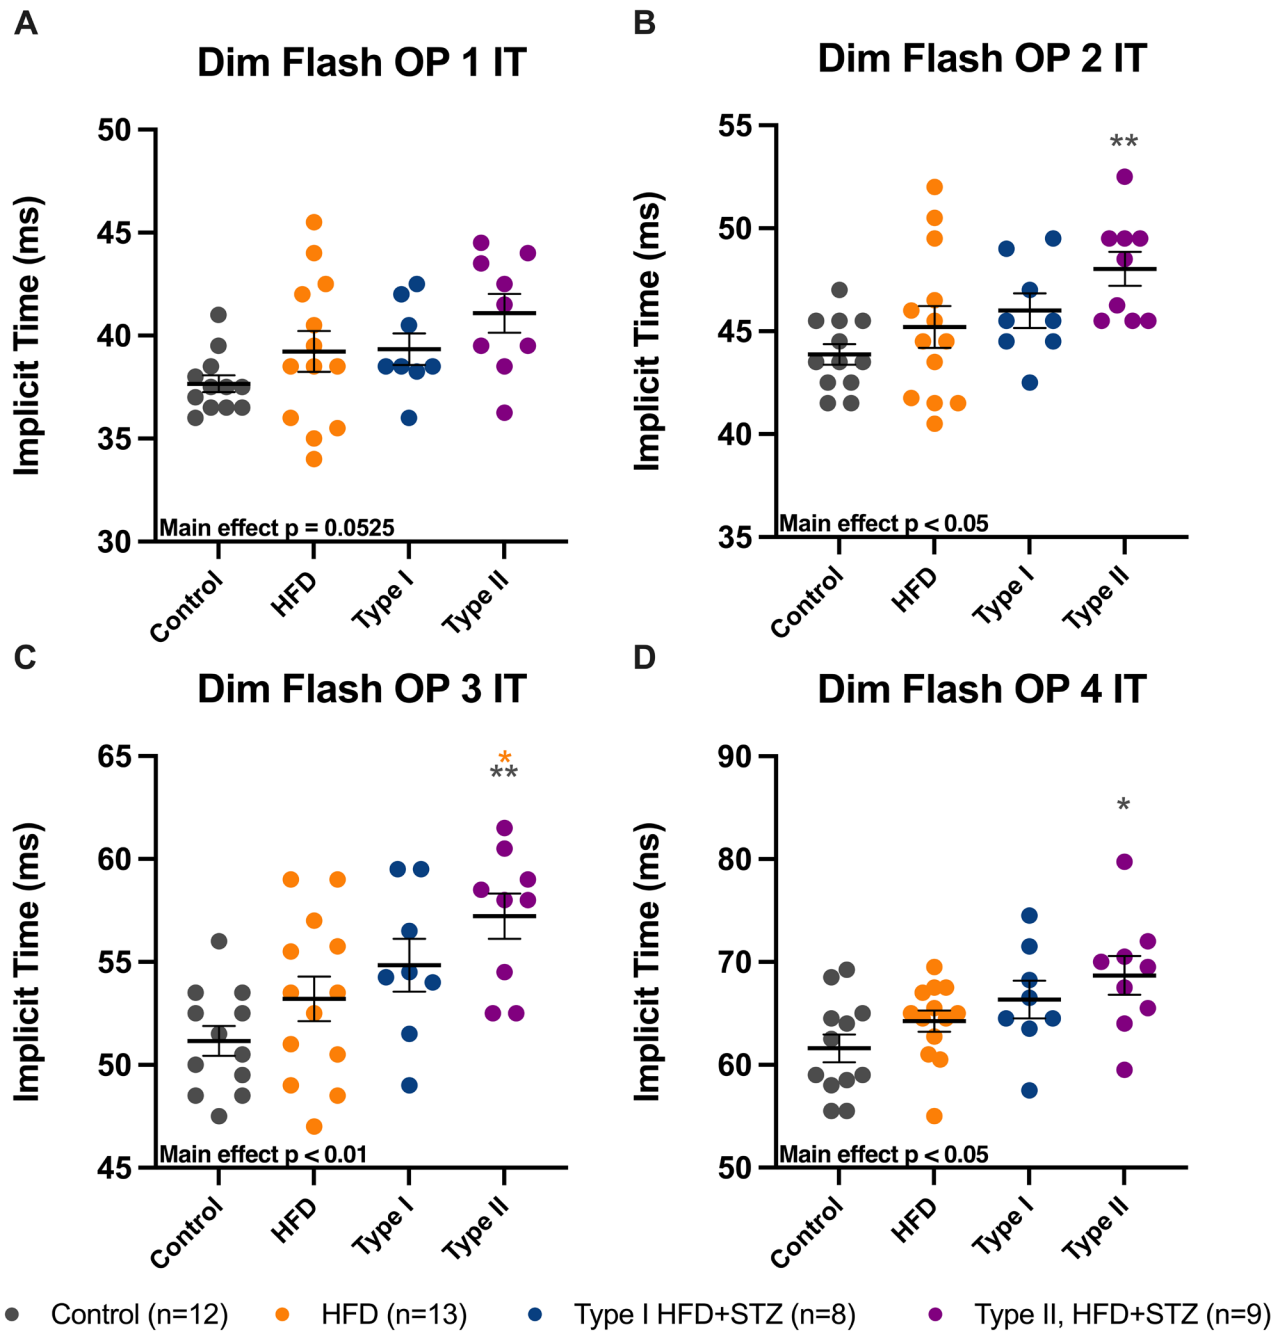 A
Dim Flash OP 1 IT
Implicit Time (ms)
50
45
40
35
30
Main effect p = 0.0525
Control
HFD
Type I
Type II
B
Dim Flash OP 2 IT
Implicit Time (ms)
55
50
45
40
35
**
Main effect p < 0.05
Control
HFD
Type I
Type II
C
Dim Flash OP 3 IT
Implicit Time (ms)
65
60
55
50
45
*
**
Main effect p < 0.01
Control
HFD
Type I
Type II
D
Dim Flash OP 4 IT
Implicit Time (ms)
90
80
70
60
50
*
Main effect p < 0.05
Control
HFD
Type I
Type II
Control (n=12) HFD (n=13) Type I HFD+STZ (n=8) Type II, HFD+STZ (n=9)